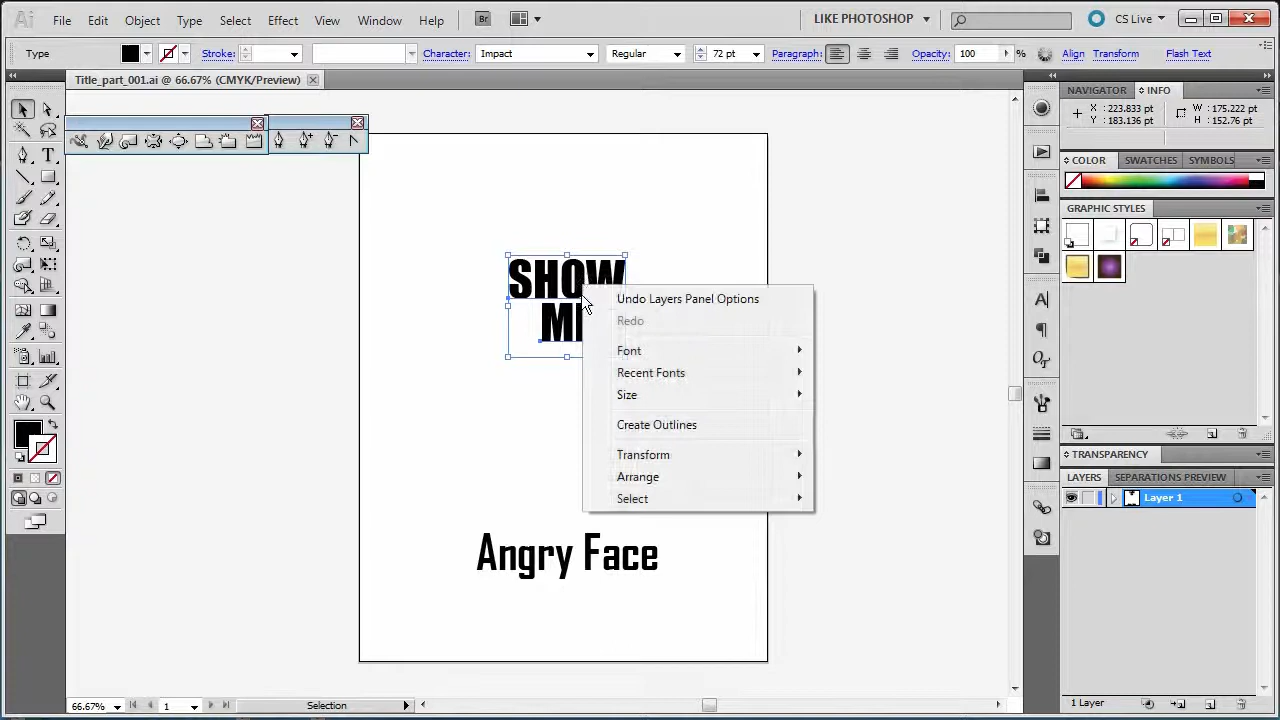 Ai File Edit Object Type Select Effect View Window Help Br LIKE PHOTOSHOP CS Live
Type Stroke: Character: Impact Regular 72 pt Paragraph: Opacity: 100 % Align Transform Flash Text
Title_part_001.ai @ 66.67% (CMYK/Preview)
NAVIGATOR INFO
X : 223.833 pt W : 175.222 pt
Y : 183.136 pt H : 152.76 pt
COLOR SWATCHES SYMBOLS
GRAPHIC STYLES
SHOW
Undo Layers Panel Options
Redo
Font
Recent Fonts
Size
Create Outlines
Transform
Arrange
Select
TRANSPARENCY
LAYERS SEPARATIONS PREVIEW
Layer 1
Angry Face
66.67% 1 Selection 1 Layer